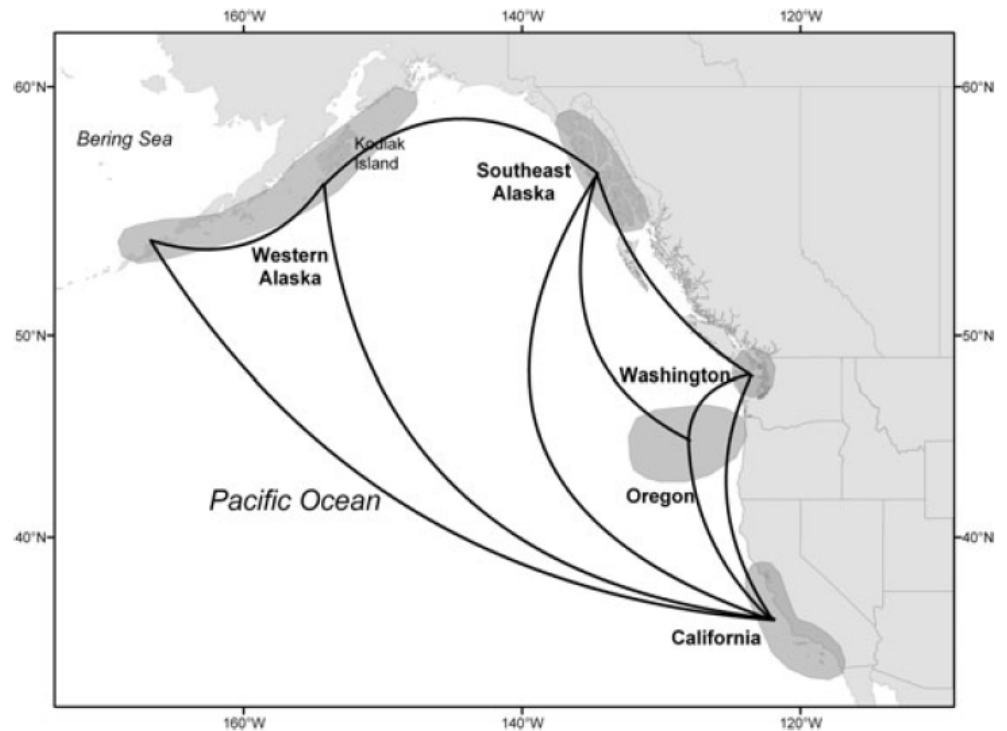 160°W 140°W 120°W
60°N 60°N
Bering Sea
Kodiak
Island
Southeast
Alaska
Western
Alaska
50°N 50°N
Washington
Pacific Ocean
Oregon
40°N 40°N
California
160°W 140°W 120°W